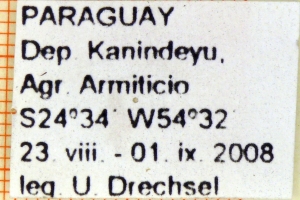 PARAGUAY
Dep Kanindeyu,
Agr Armiticio
S24°34 W54°32
23 viii. - 01 ix. 2008
leg U. Drechsel